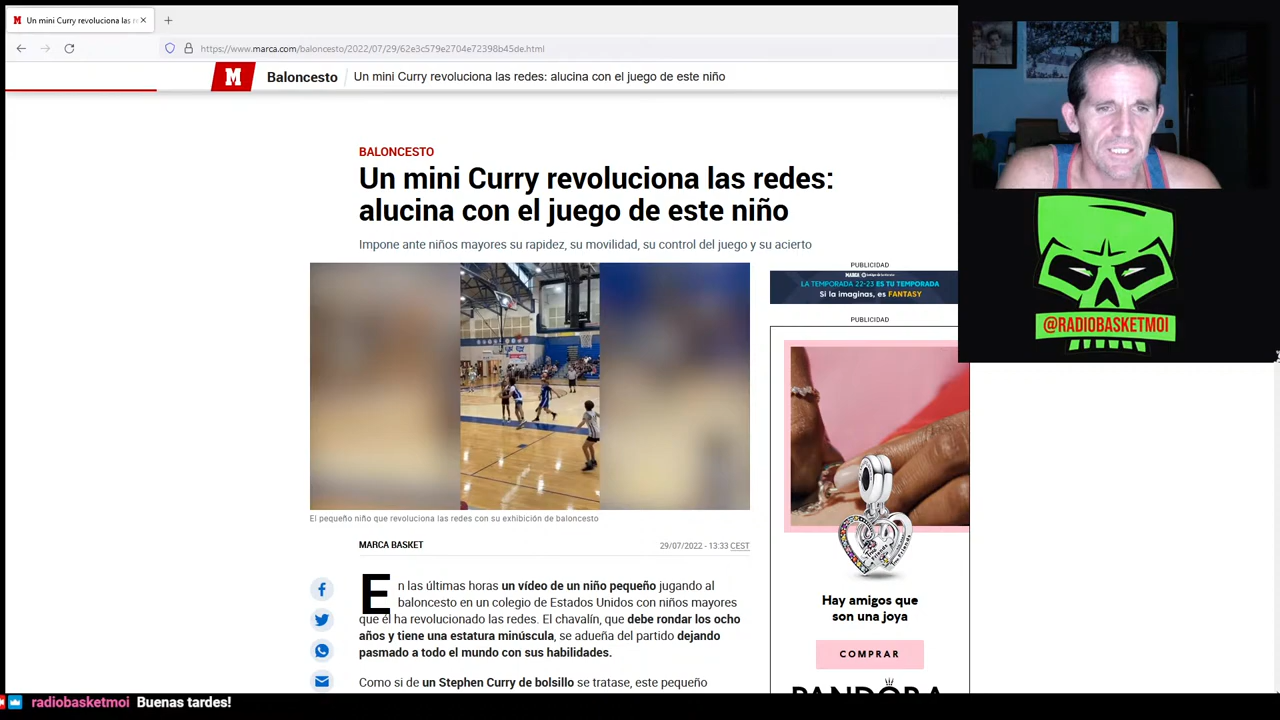 Un mini Curry revoluciona las r
https://www.marca.com/baloncesto/2022/07/29/62e3c579e2704e72398b45de.html
M Baloncesto Un mini Curry revoluciona las redes: alucina con el juego de este niño
BALONCESTO
Un mini Curry revoluciona las redes:
alucina con el juego de este niño
Impone ante niños mayores su rapidez, su movilidad, su control del juego y su acierto
PUBLICIDAD
MARCA
LA TEMPORADA 22-23 ES TU TEMPORADA
Si la imaginas, es FANTASY
PUBLICIDAD
@RADIOBASKETMOI
El pequeño niño que revoluciona las redes con su exhibición de baloncesto
MARCA BASKET 29/07/2022 - 13:33 CEST
En las últimas horas un vídeo de un niño pequeño jugando al
baloncesto en un colegio de Estados Unidos con niños mayores
que él ha revolucionado las redes. El chavalín, que debe rondar los ocho
años y tiene una estatura minúscula, se adueña del partido dejando
pasmado a todo el mundo con sus habilidades.
Como si de un Stephen Curry de bolsillo se tratase, este pequeño
Hay amigos que
son una joya
COMPRAR
PANDORA
radiobasketmoi Buenas tardes!